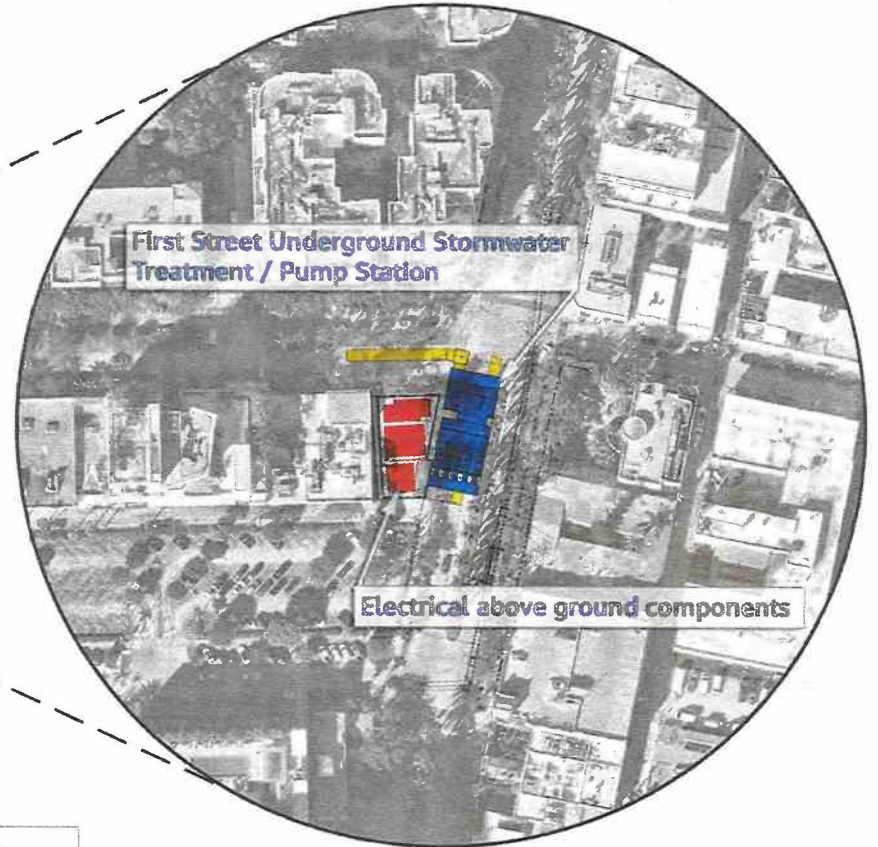 First Street Underground Stormwater
Treatment / Pump Station
Electrical above ground components